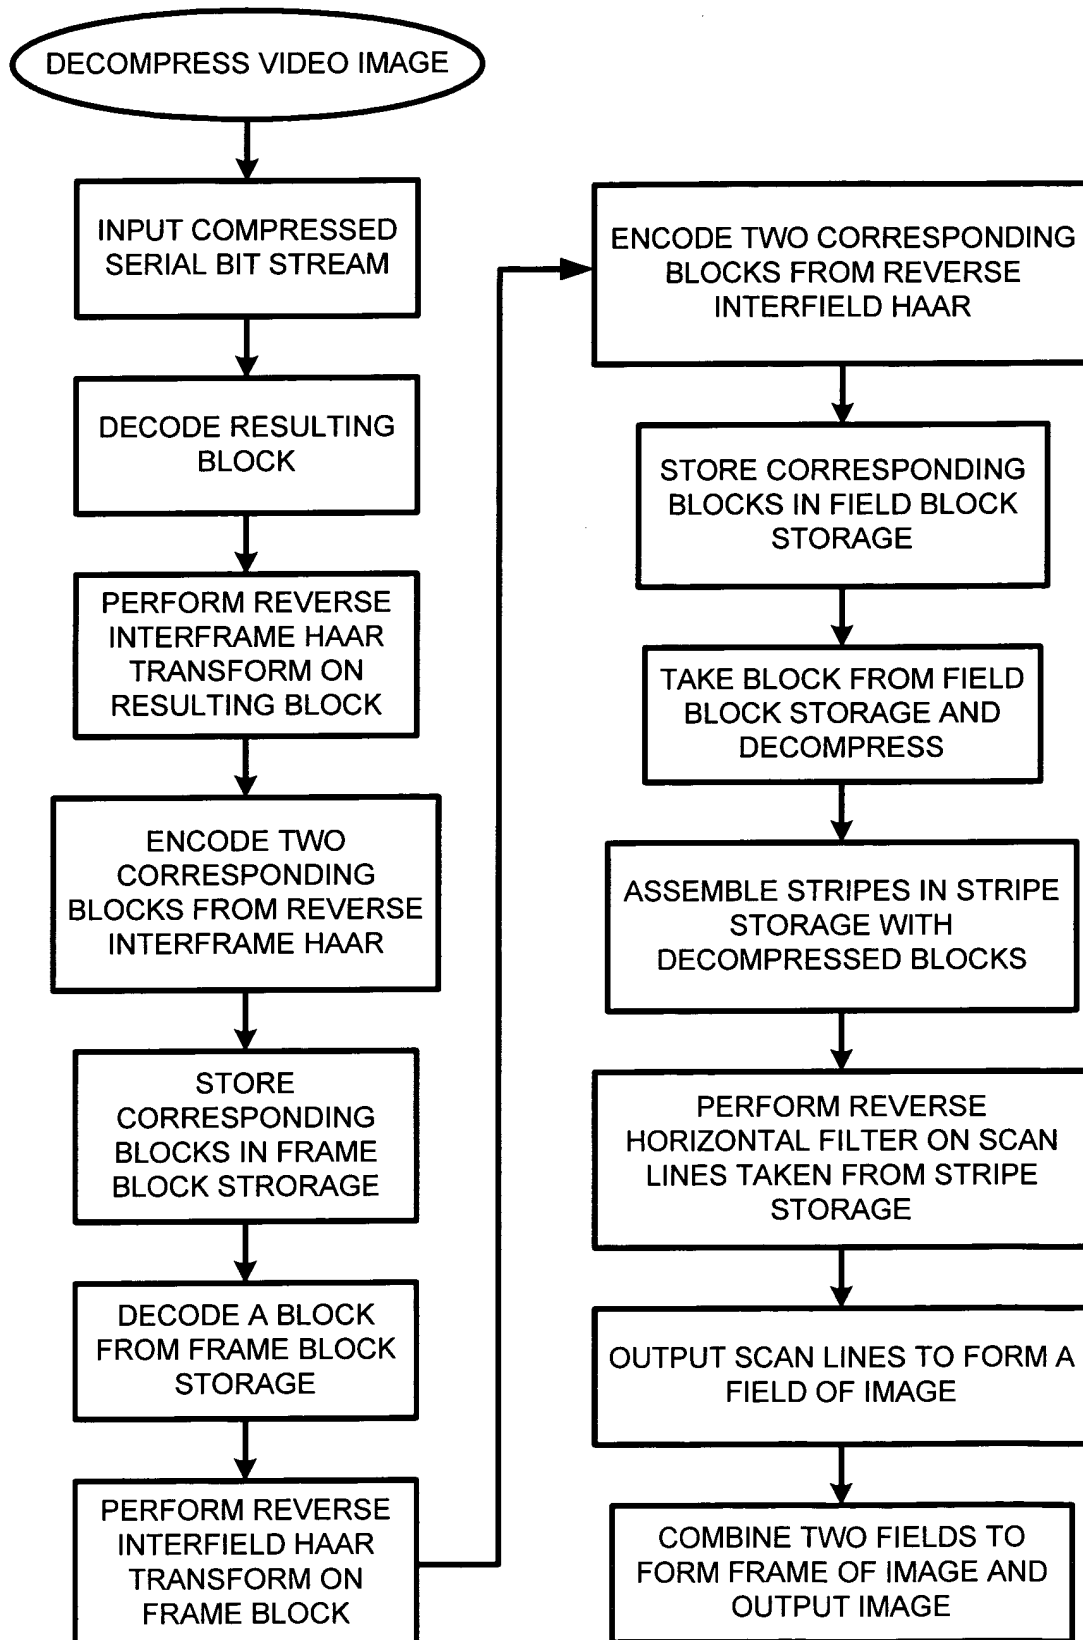 DECOMPRESS VIDEO IMAGE
INPUT COMPRESSED
SERIAL BIT STREAM
DECODE RESULTING
BLOCK
PERFORM REVERSE
INTERFRAME HAAR
TRANSFORM ON
RESULTING BLOCK
ENCODE TWO
CORRESPONDING
BLOCKS FROM REVERSE
INTERFRAME HAAR
STORE
CORRESPONDING
BLOCKS IN FRAME
BLOCK STRORAGE
DECODE A BLOCK
FROM FRAME BLOCK
STORAGE
PERFORM REVERSE
INTERFIELD HAAR
TRANSFORM ON
FRAME BLOCK
ENCODE TWO CORRESPONDING
BLOCKS FROM REVERSE
INTERFIELD HAAR
STORE CORRESPONDING
BLOCKS IN FIELD BLOCK
STORAGE
TAKE BLOCK FROM FIELD
BLOCK STORAGE AND
DECOMPRESS
ASSEMBLE STRIPES IN STRIPE
STORAGE WITH
DECOMPRESSED BLOCKS
PERFORM REVERSE
HORIZONTAL FILTER ON SCAN
LINES TAKEN FROM STRIPE
STORAGE
OUTPUT SCAN LINES TO FORM A
FIELD OF IMAGE
COMBINE TWO FIELDS TO
FORM FRAME OF IMAGE AND
OUTPUT IMAGE